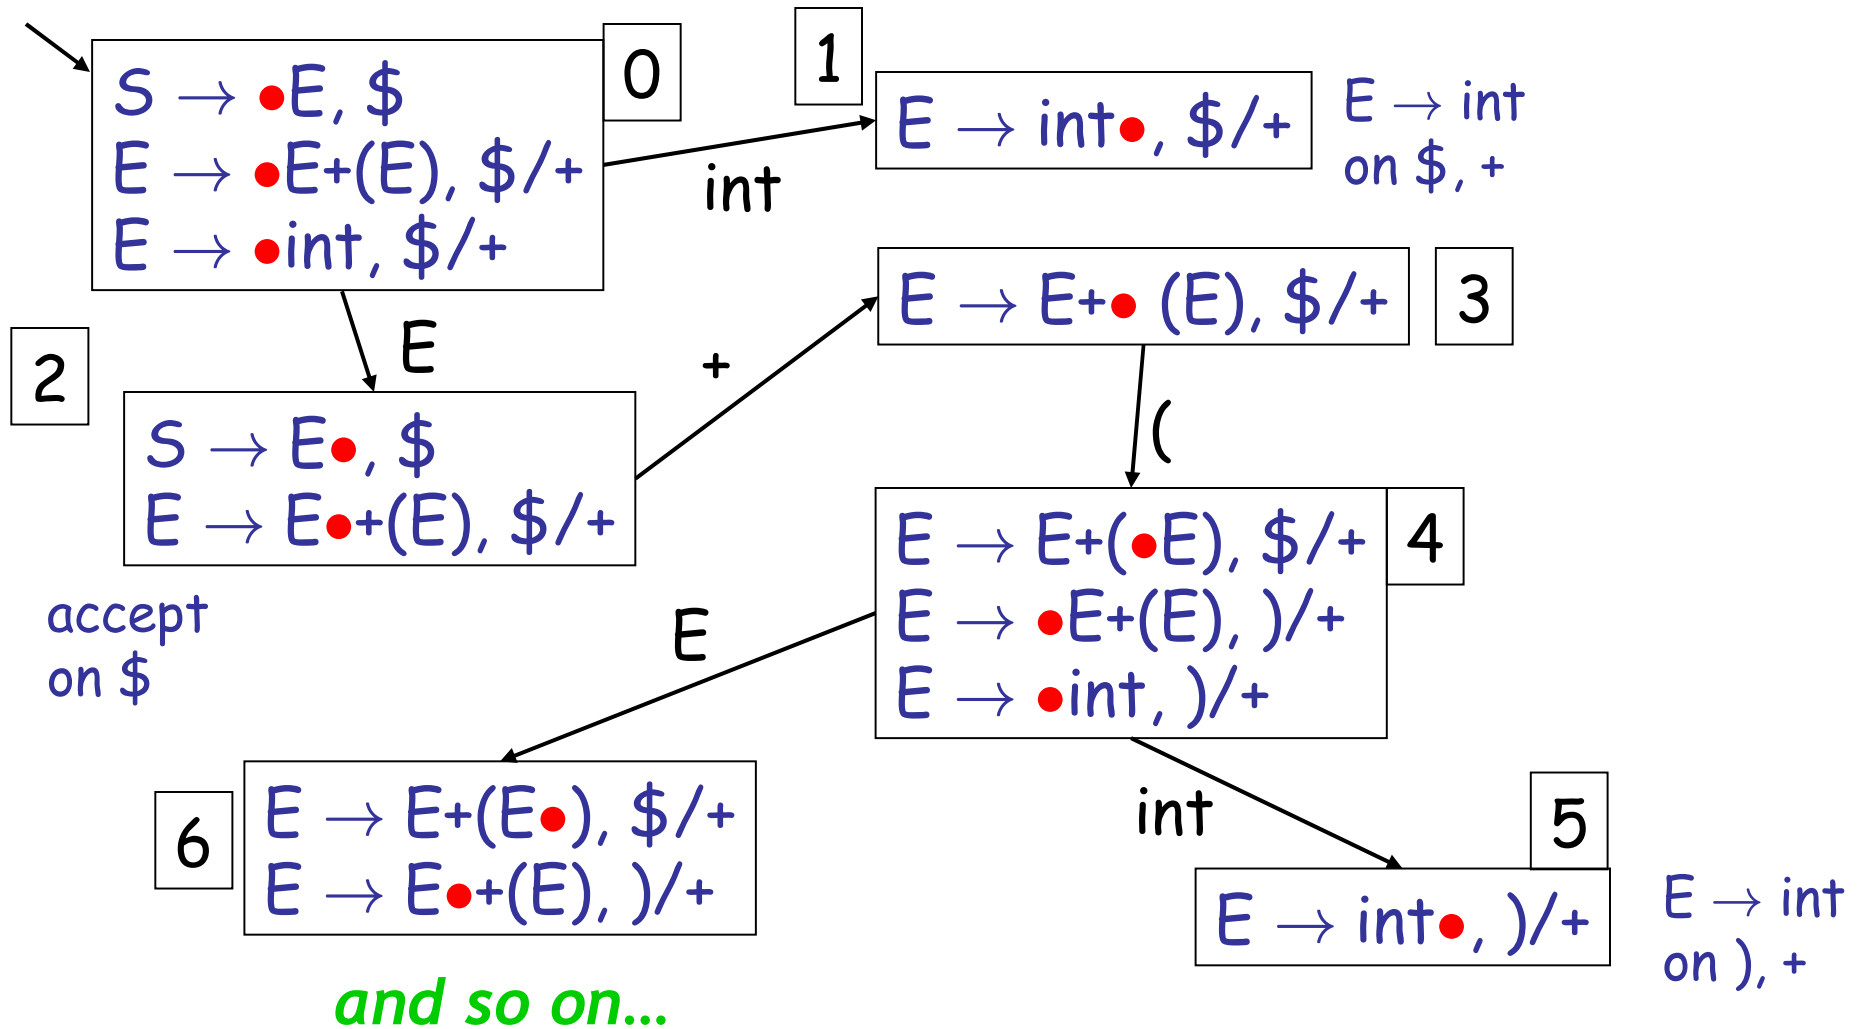 0
S → •E, $
E → •E+(E), $/+
E → •int, $/+
int
1
E → int•, $/+
E → int
on $, +
E
2
S → E•, $
E → E•+(E), $/+
accept
on $
+
E → E+• (E), $/+
3
(
E → E+(•E), $/+
E → •E+(E), )/+
E → •int, )/+
4
E
6
E → E+(E•), $/+
E → E•+(E), )/+
int
5
E → int•, )/+
E → int
on ), +
and so on...